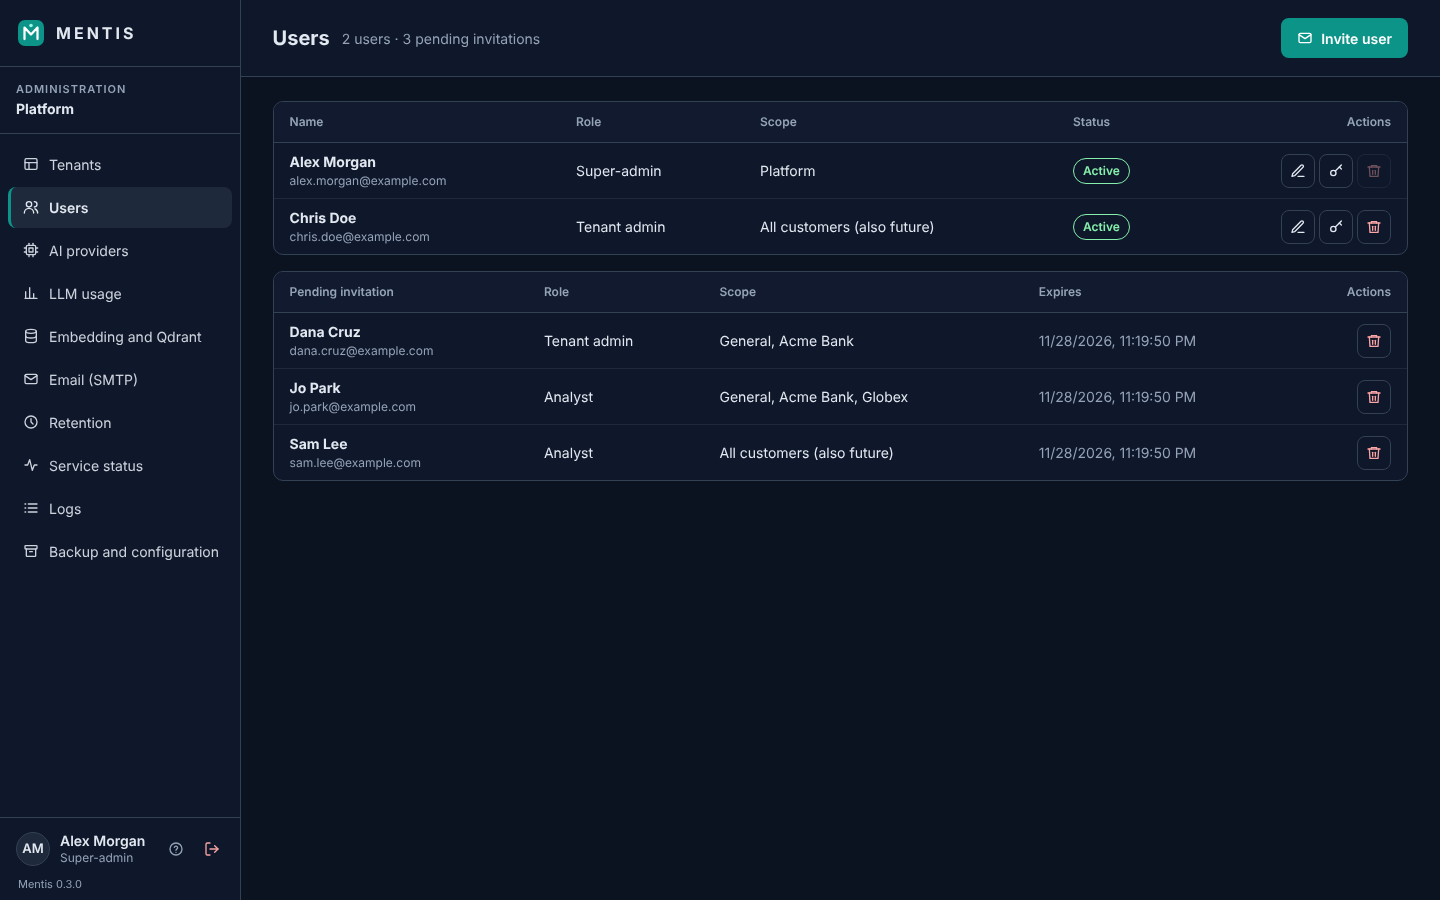 MENTIS
ADMINISTRATION
Platform
Tenants
Users
AI providers
LLM usage
Embedding and Qdrant
Email (SMTP)
Retention
Service status
Logs
Backup and configuration
AM
Alex Morgan
Super-admin
Mentis 0.3.0
Users 2 users · 3 pending invitations
Invite user
Name Role Scope Status Actions
Alex Morgan
alex.morgan@example.com
Super-admin Platform Active
Chris Doe
chris.doe@example.com
Tenant admin All customers (also future) Active
Pending invitation Role Scope Expires Actions
Dana Cruz
dana.cruz@example.com
Tenant admin General, Acme Bank 11/28/2026, 11:19:50 PM
Jo Park
jo.park@example.com
Analyst General, Acme Bank, Globex 11/28/2026, 11:19:50 PM
Sam Lee
sam.lee@example.com
Analyst All customers (also future) 11/28/2026, 11:19:50 PM